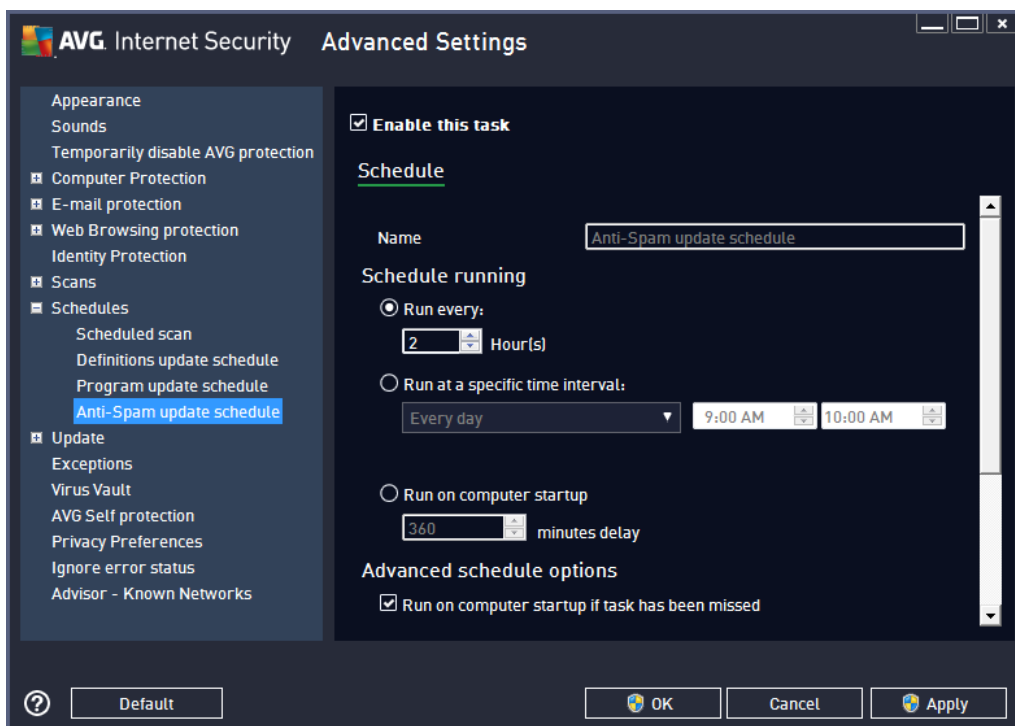 AVG. Internet Security Advanced Settings
Appearance
Sounds
Temporarily disable AVG protection
Computer Protection
E-mail protection
Web Browsing protection
Identity Protection
Scans
Schedules
Scheduled scan
Definitions update schedule
Program update schedule
Anti-Spam update schedule
Update
Exceptions
Virus Vault
AVG Self protection
Privacy Preferences
Ignore error status
Advisor - Known Networks
Enable this task
Schedule
Name Anti-Spam update schedule
Schedule running
Run every:
2 Hour(s)
Run at a specific time interval:
Every day 9:00 AM 10:00 AM
Run on computer startup
360 minutes delay
Advanced schedule options
Run on computer startup if task has been missed
? Default OK Cancel Apply